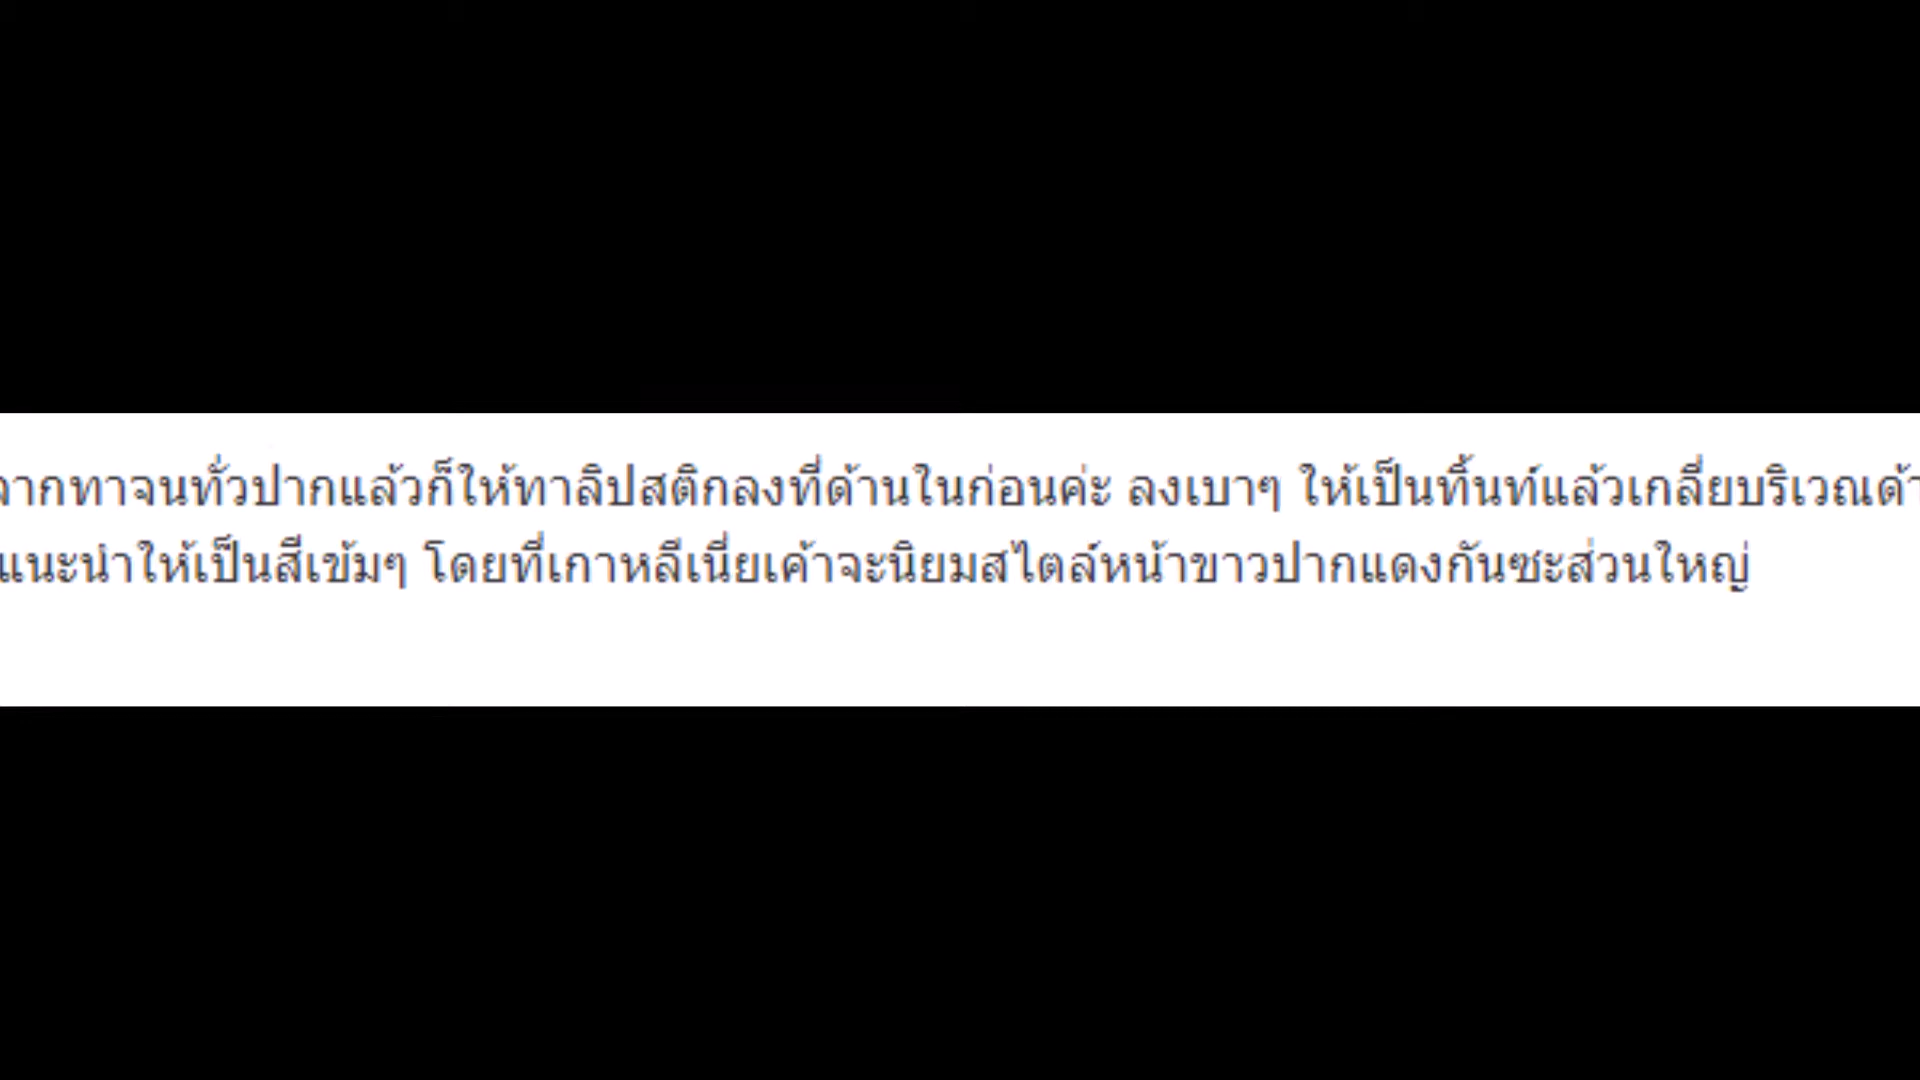 จากทาจนทั่วปากแล้วก็ให้ทาลิปสติกลงที่ด้านในก่อนค่ะ ลงเบาๆ ให้เป็นทิ้นท์แล้วเกลี่ยบริเวณด้า
แนะนำให้เป็นสีเข้มๆ โดยที่เกาหลีเนี่ยเค้าจะนิยมสไตล์หน้าขาวปากแดงกันซะส่วนใหญ่